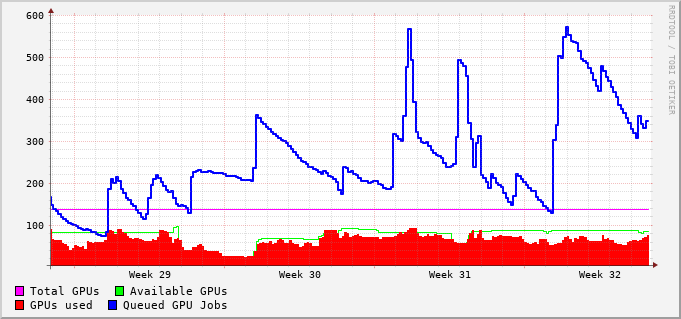 600
500
400
300
200
100
Week 29 Week 30 Week 31 Week 32
Total GPUs Available GPUs
GPUs used Queued GPU Jobs
RRDTOOL / TOBI OETIKER